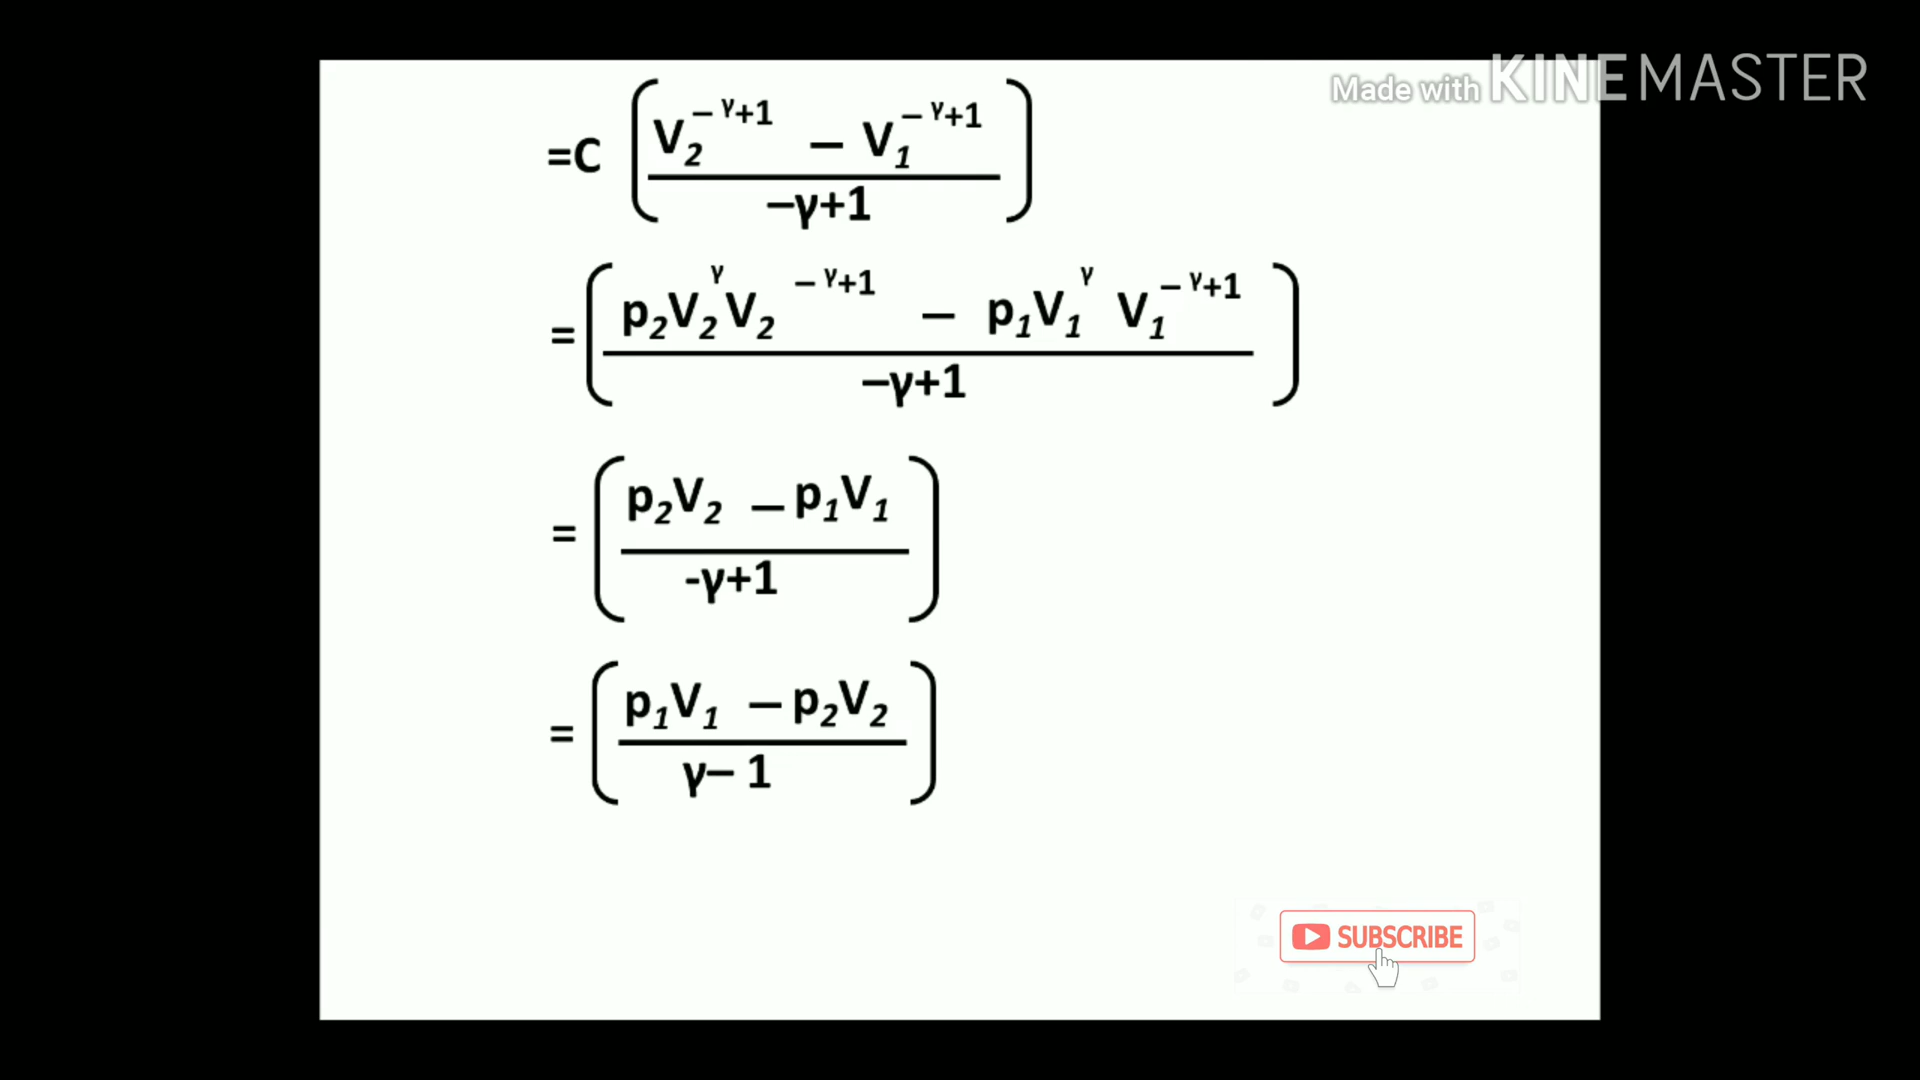 Made with KINEMASTER
=C (V₂^(–γ+1) – V₁^(–γ+1) / –γ+1)
= (p₂V₂^γ V₂^(–γ+1) – p₁V₁^γ V₁^(–γ+1) / –γ+1)
= (p₂V₂ – p₁V₁ / -γ+1)
= (p₁V₁ – p₂V₂ / γ– 1)
SUBSCRIBE